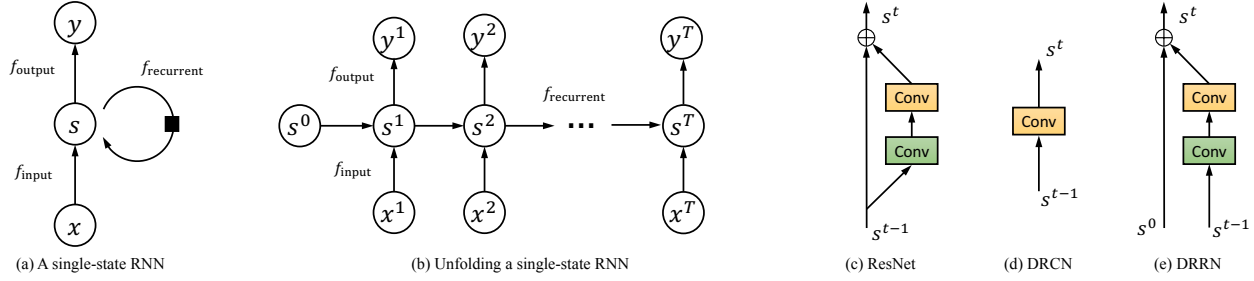 y
f_output
f_recurrent
s
f_input
x
(a) A single-state RNN
y^1 y^2 y^T
f_output
f_recurrent
s^0 s^1 s^2 ... s^T
f_input
x^1 x^2 x^T
(b) Unfolding a single-state RNN
s^t
Conv
Conv
s^{t-1}
(c) ResNet
s^t
Conv
s^{t-1}
(d) DRCN
s^t
Conv
Conv
s^0 s^{t-1}
(e) DRRN